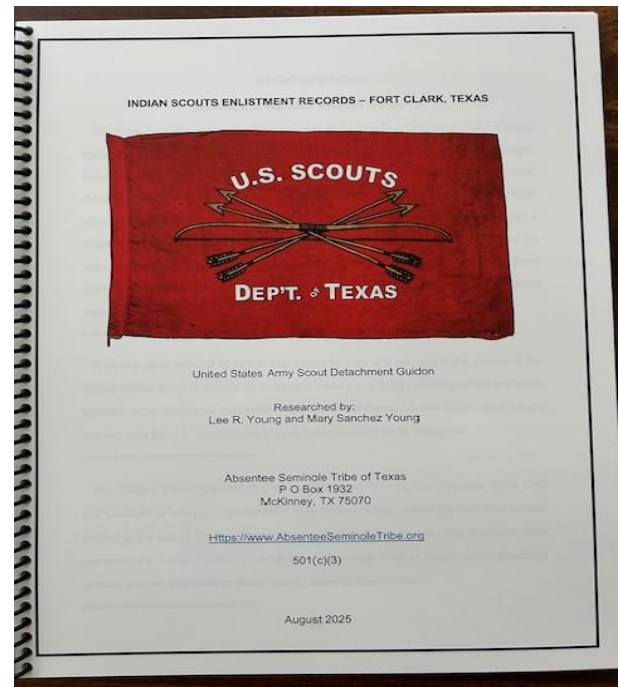 INDIAN SCOUTS ENLISTMENT RECORDS – FORT CLARK, TEXAS
U.S. SCOUTS
DEP'T. of TEXAS
United States Army Scout Detachment Guidon
Researched by:
Lee R. Young and Mary Sanchez Young
Absentee Seminole Tribe of Texas
P O Box 1932
McKinney, TX 75070
Https://www.AbsenteeSeminoleTribe.org
501(c)(3)
August 2025